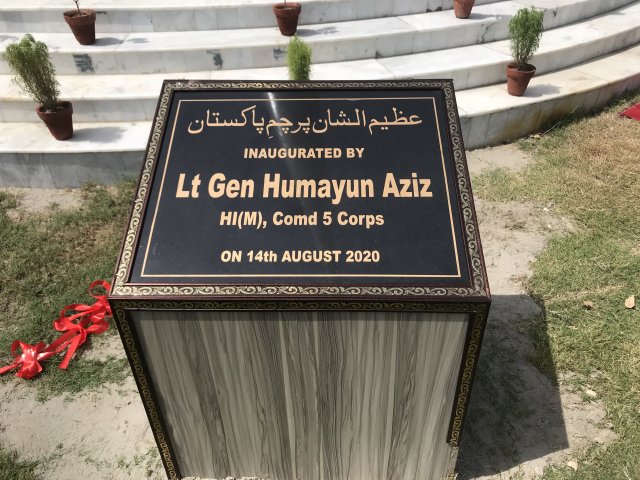 عظیم الشان پرچمِ پاکستان
INAUGURATED BY
Lt Gen Humayun Aziz
HI(M), Comd 5 Corps
ON 14th AUGUST 2020